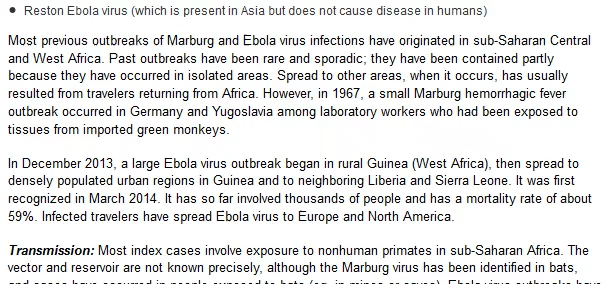 ● Reston Ebola virus (which is present in Asia but does not cause disease in humans)
Most previous outbreaks of Marburg and Ebola virus infections have originated in sub-Saharan Central
and West Africa. Past outbreaks have been rare and sporadic; they have been contained partly
because they have occurred in isolated areas. Spread to other areas, when it occurs, has usually
resulted from travelers returning from Africa. However, in 1967, a small Marburg hemorrhagic fever
outbreak occurred in Germany and Yugoslavia among laboratory workers who had been exposed to
tissues from imported green monkeys.
In December 2013, a large Ebola virus outbreak began in rural Guinea (West Africa), then spread to
densely populated urban regions in Guinea and to neighboring Liberia and Sierra Leone. It was first
recognized in March 2014. It has so far involved thousands of people and has a mortality rate of about
59%. Infected travelers have spread Ebola virus to Europe and North America.
Transmission: Most index cases involve exposure to nonhuman primates in sub-Saharan Africa. The
vector and reservoir are not known precisely, although the Marburg virus has been identified in bats,